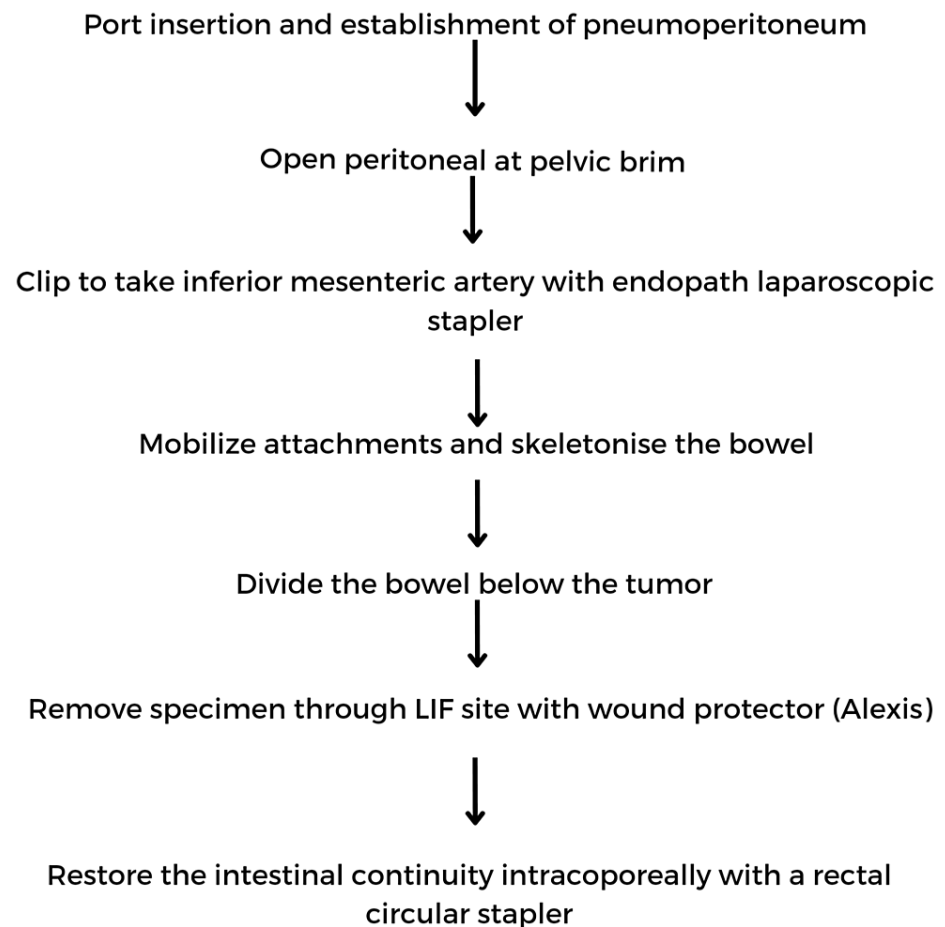 Port insertion and establishment of pneumoperitoneum
Open peritoneal at pelvic brim
Clip to take inferior mesenteric artery with endopath laparoscopic
stapler
Mobilize attachments and skeletonise the bowel
Divide the bowel below the tumor
Remove specimen through LIF site with wound protector (Alexis)
Restore the intestinal continuity intracoporeally with a rectal
circular stapler